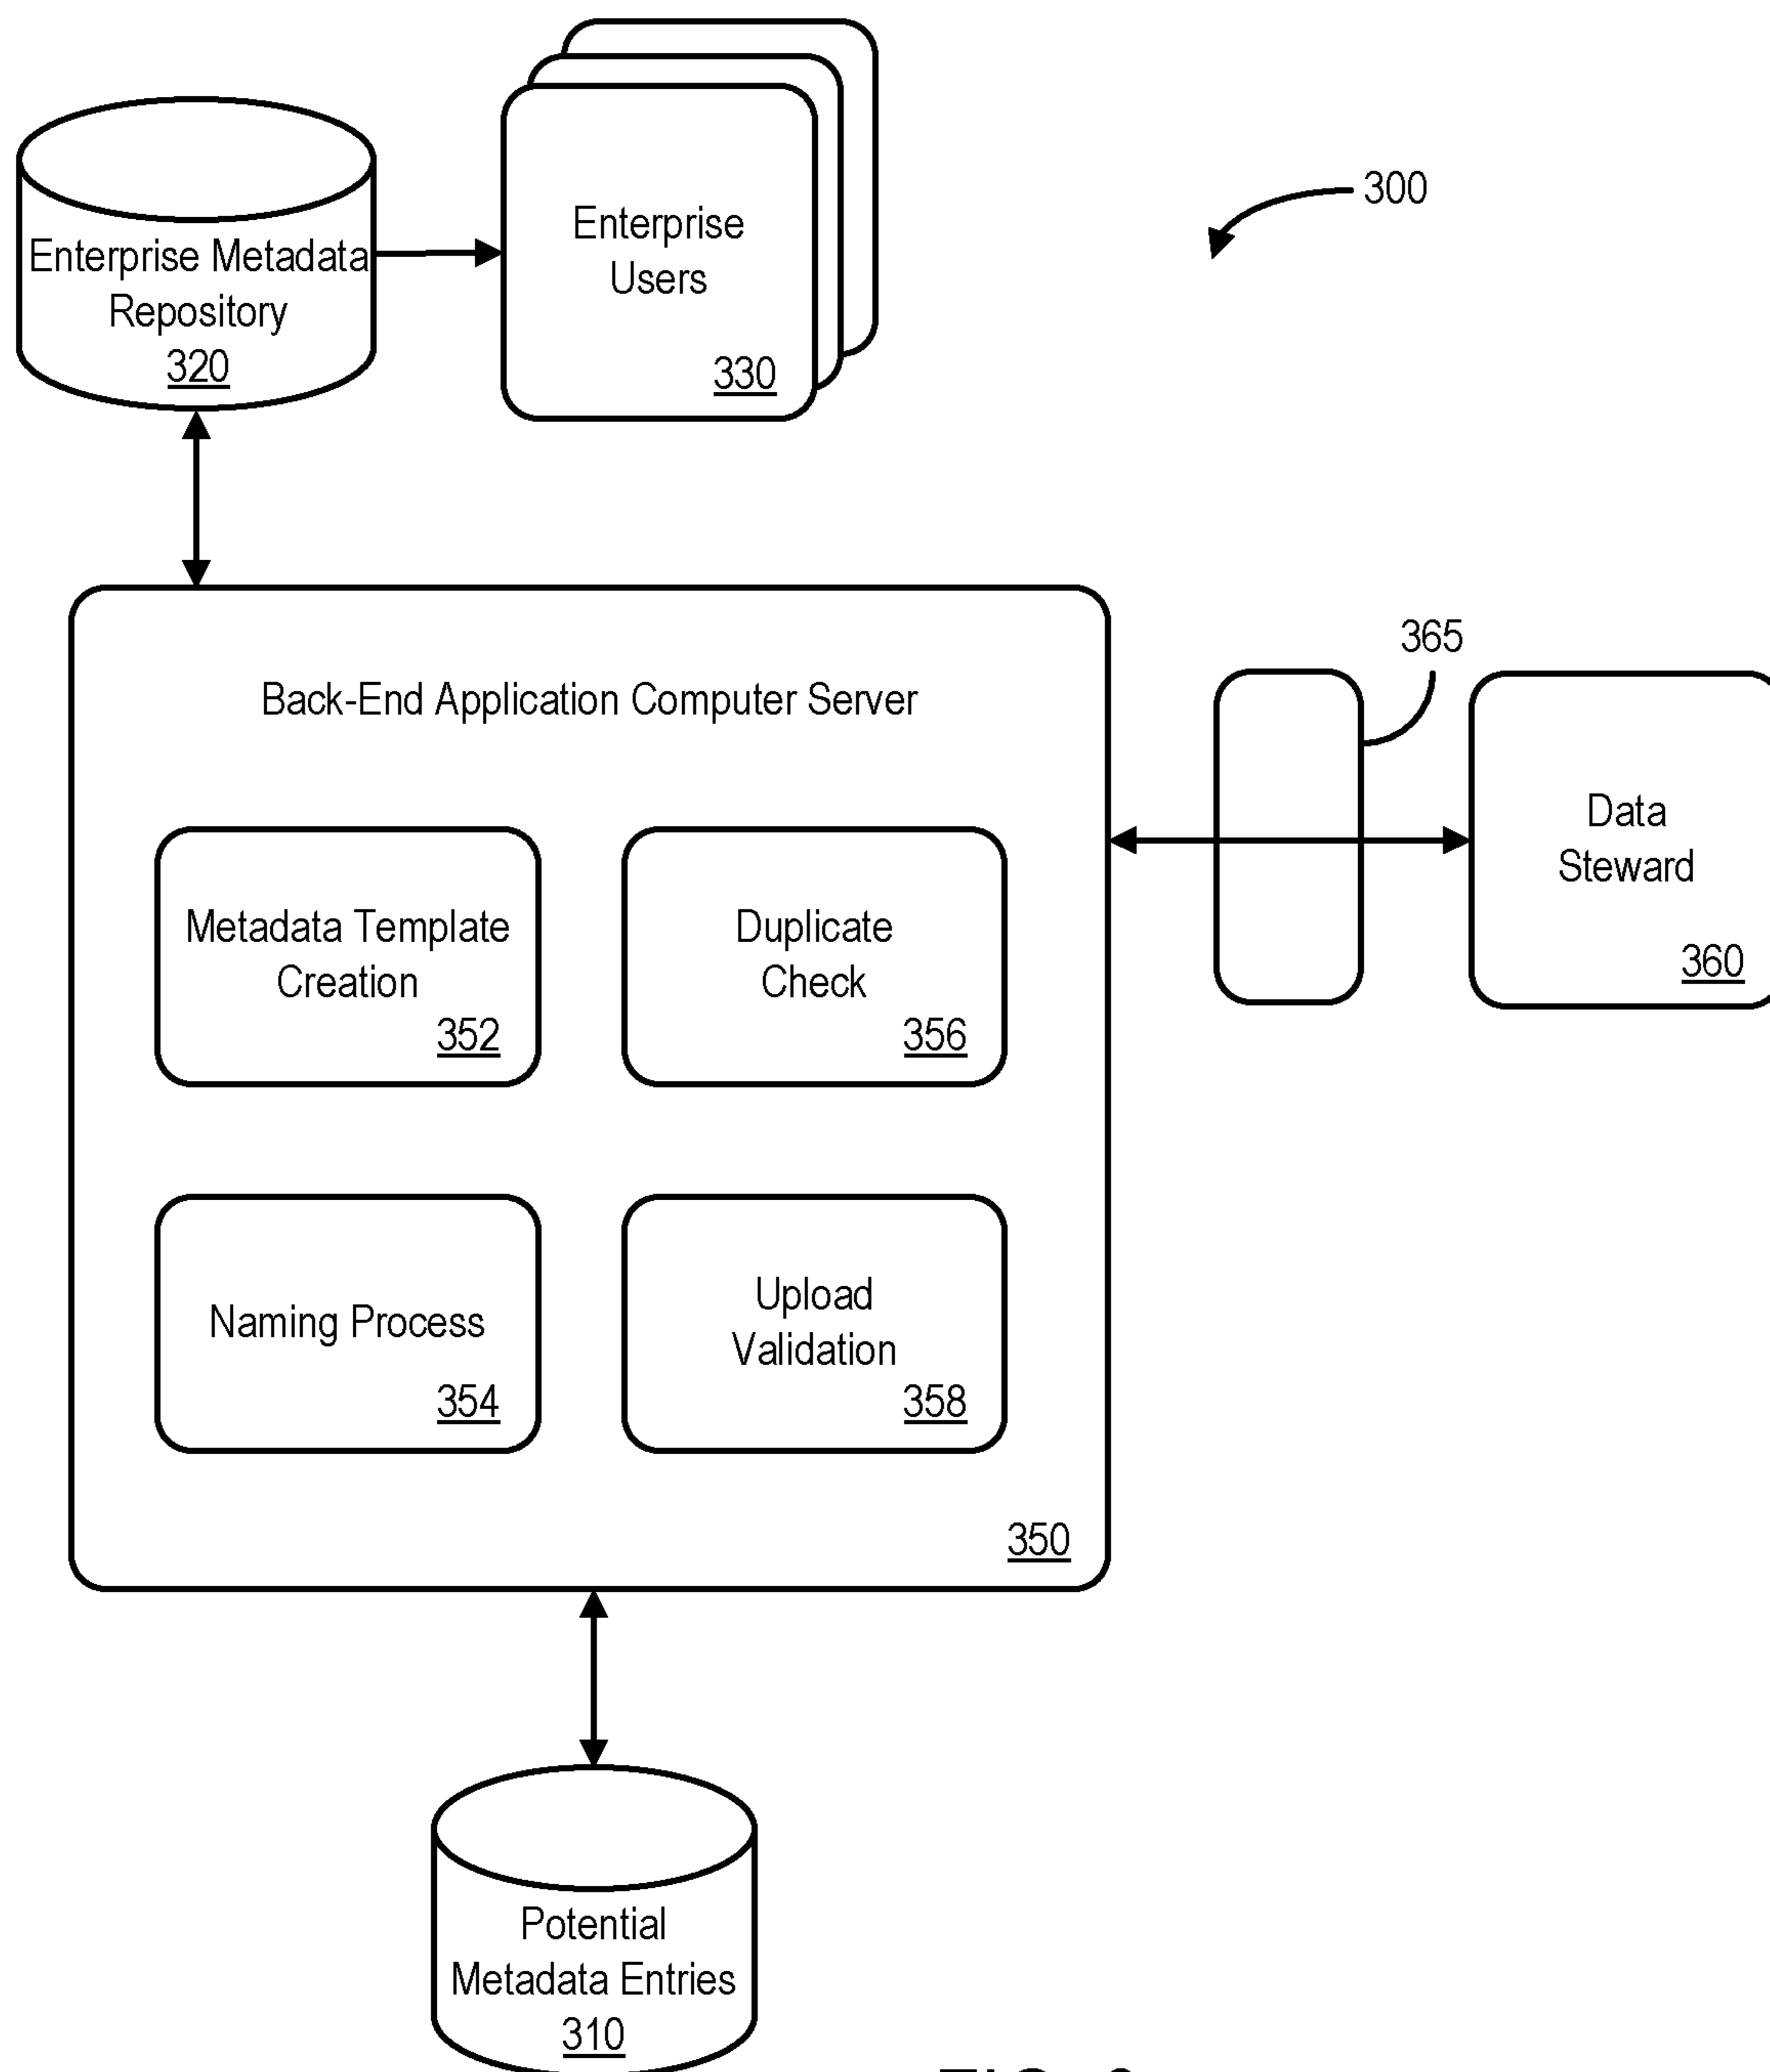 Enterprise Metadata
Repository
320
Enterprise
Users
330
300
Back-End Application Computer Server
365
Data
Steward
360
Metadata Template
Creation
352
Duplicate
Check
356
Naming Process
354
Upload
Validation
358
350
Potential
Metadata Entries
310